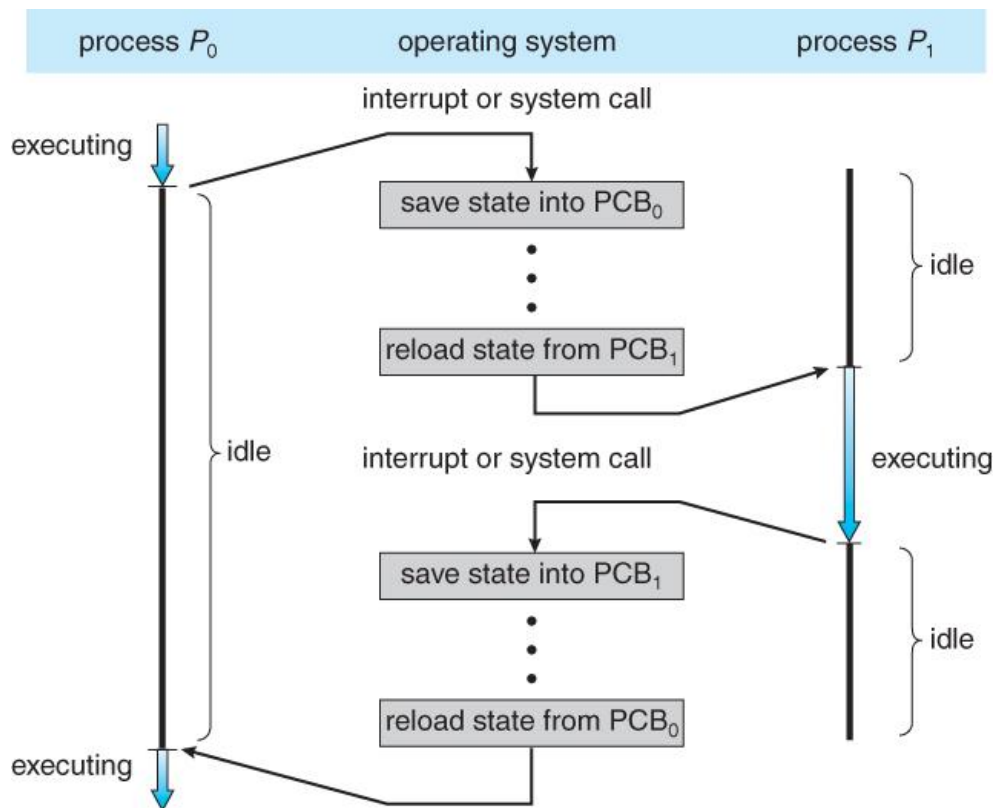 process P₀ operating system process P₁
interrupt or system call
executing
save state into PCB₀
idle
reload state from PCB₁
idle
interrupt or system call
executing
save state into PCB₁
idle
reload state from PCB₀
executing